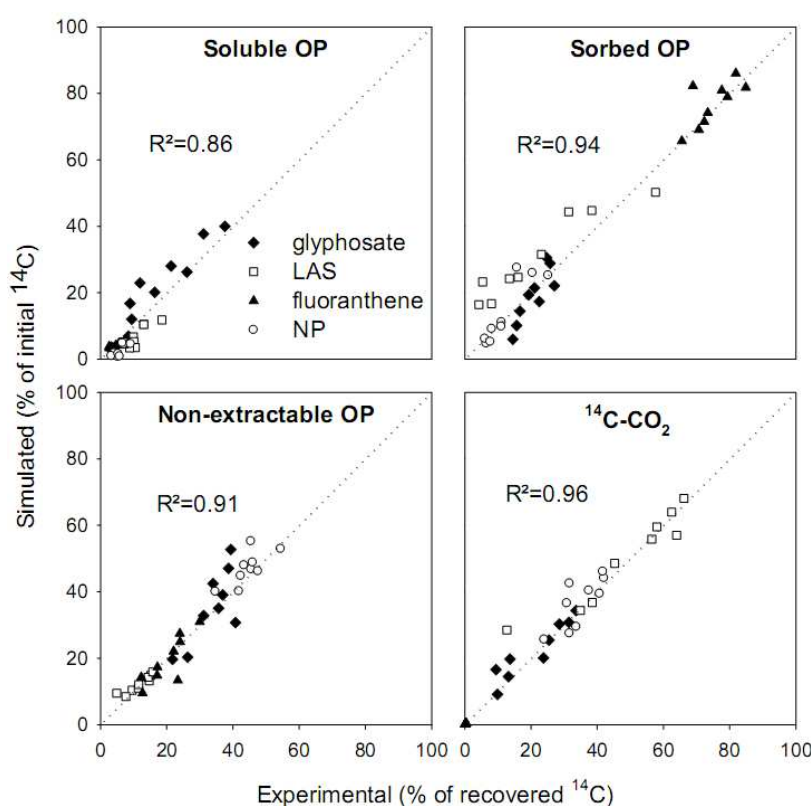 Soluble OP
Sorbed OP
R²=0.86
R²=0.94
glyphosate
LAS
fluoranthene
NP
100
80
60
40
20
0
Non-extractable OP
¹⁴C-CO₂
R²=0.91
R²=0.96
100
80
60
40
20
0
0 20 40 60 80 100
0 20 40 60 80 100
Simulated (% of initial ¹⁴C)
Experimental (% of recovered ¹⁴C)